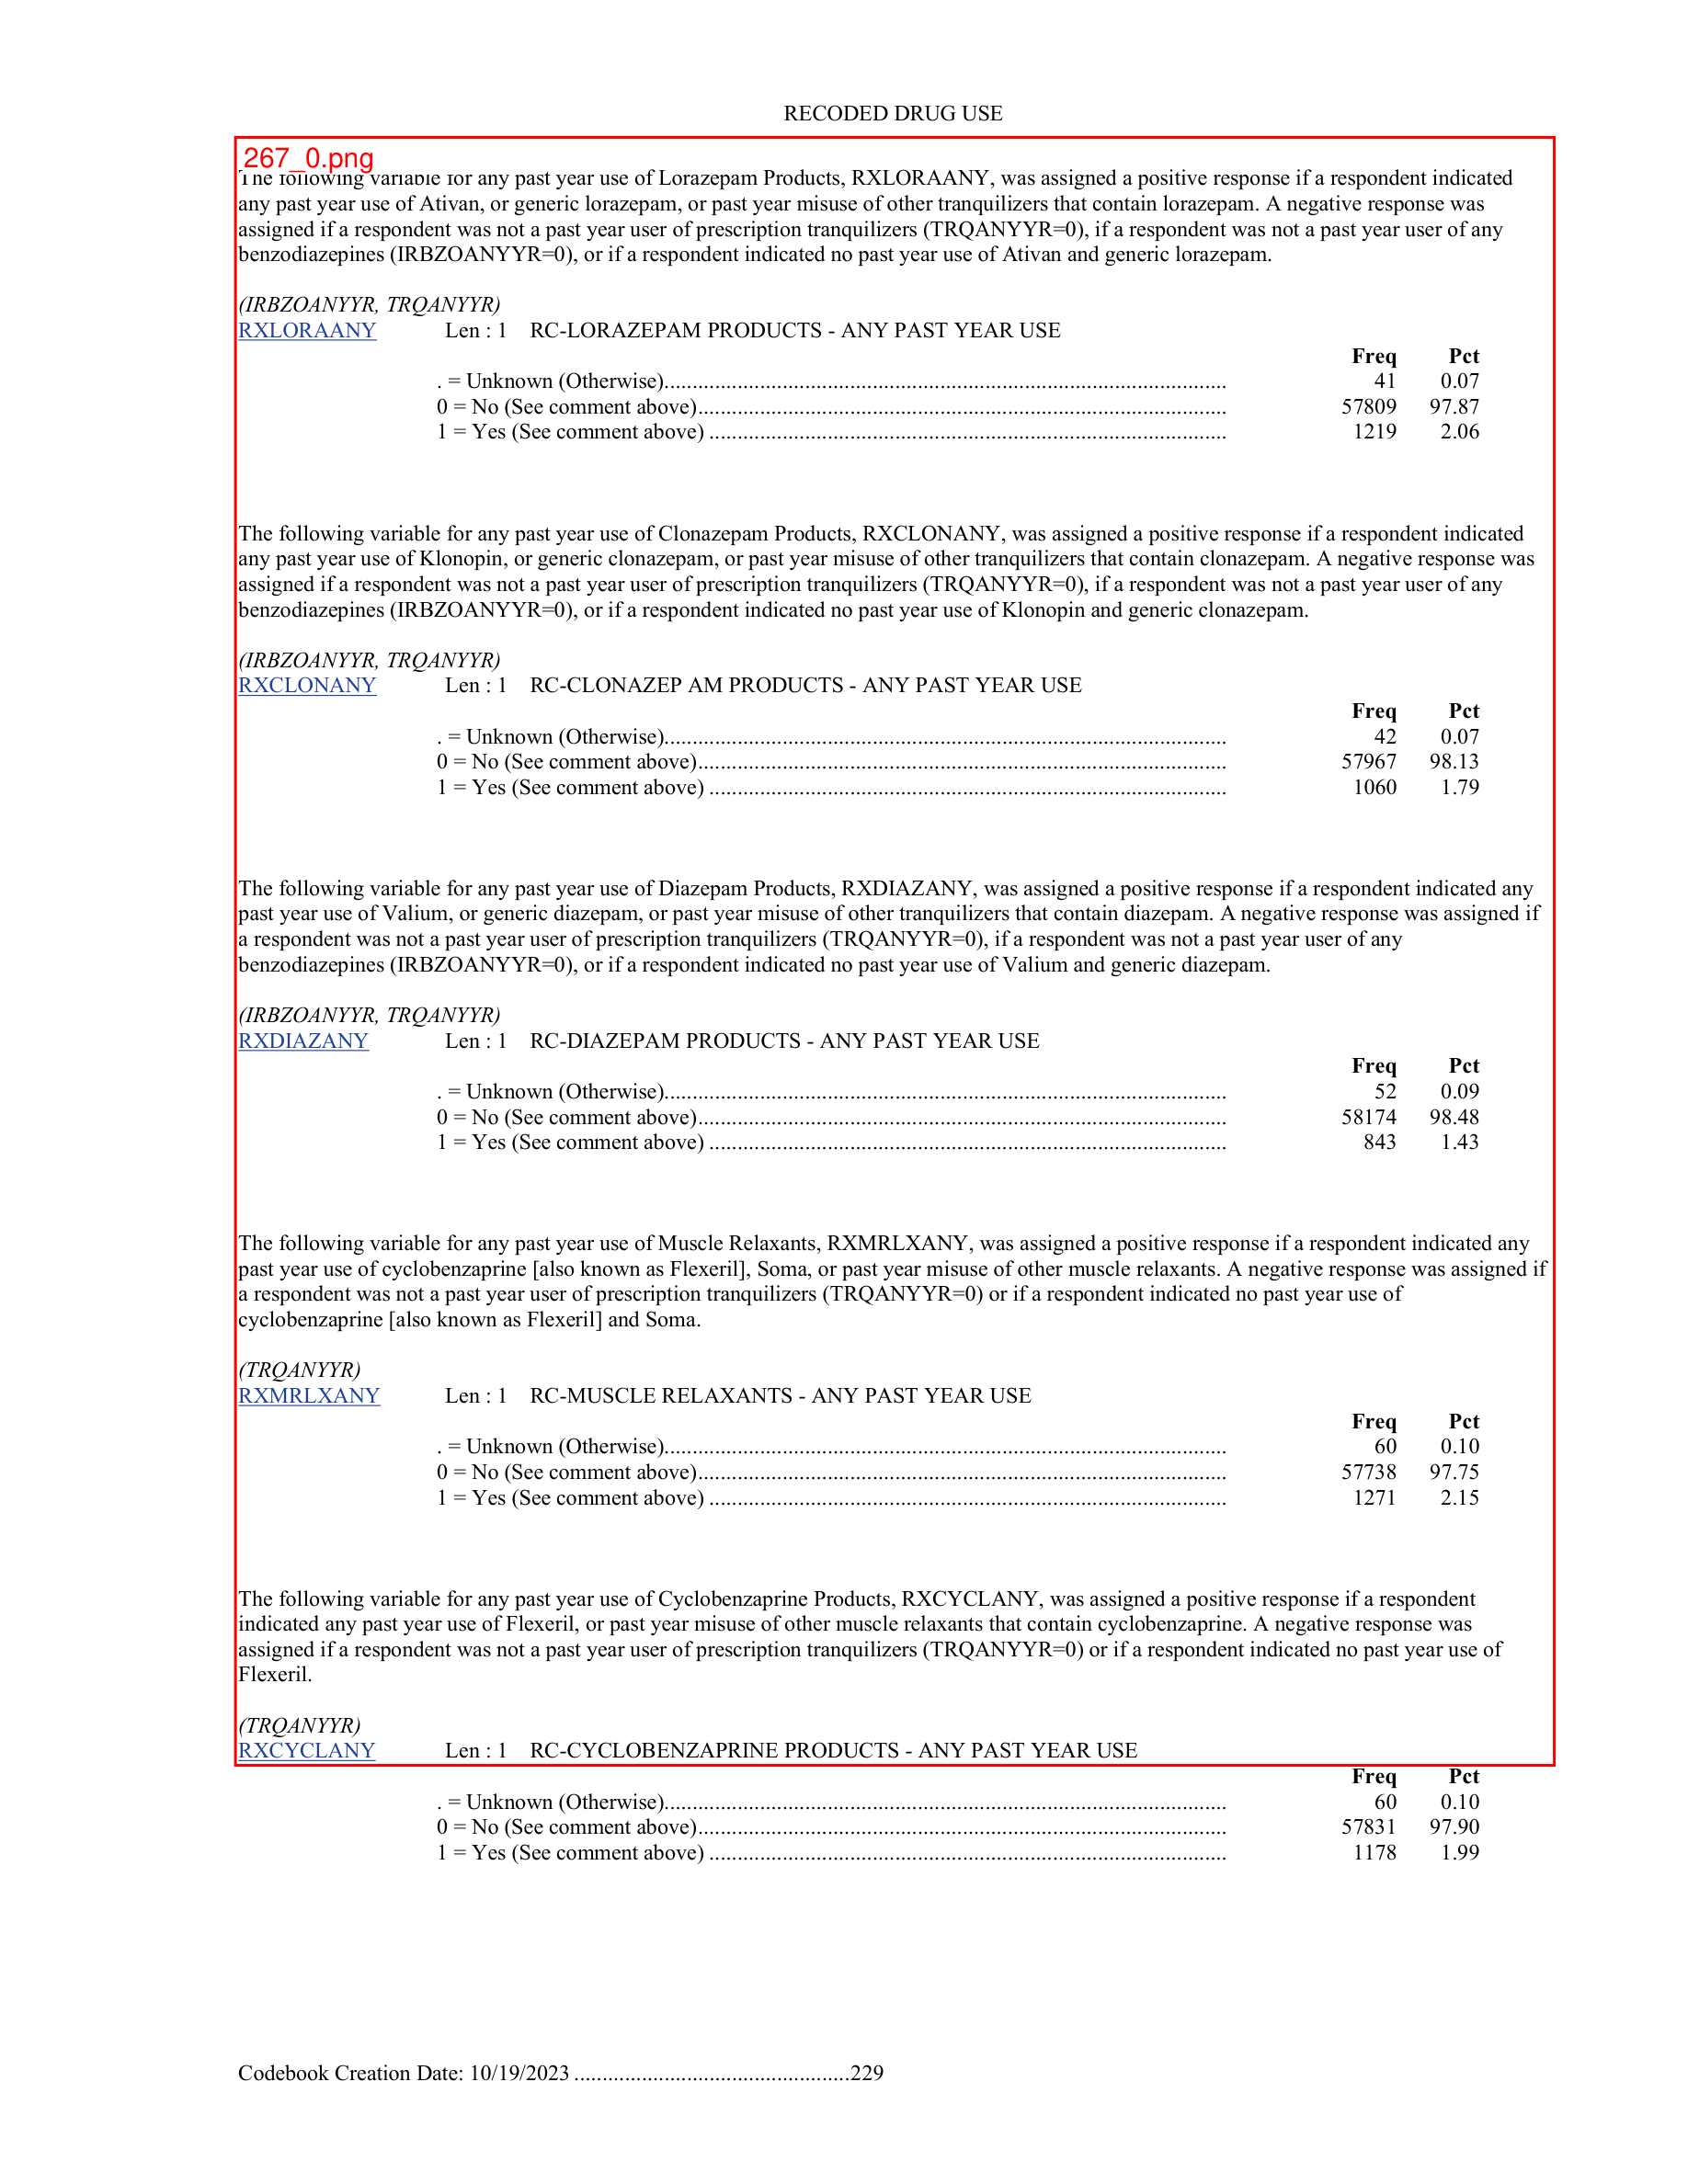 RECODED DRUG USE
267_0.png
The following variable for any past year use of Lorazepam Products, RXLORAANY, was assigned a positive response if a respondent indicated
any past year use of Ativan, or generic lorazepam, or past year misuse of other tranquilizers that contain lorazepam. A negative response was
assigned if a respondent was not a past year user of prescription tranquilizers (TRQANYYR=0), if a respondent was not a past year user of any
benzodiazepines (IRBZOANYYR=0), or if a respondent indicated no past year use of Ativan and generic lorazepam.
(IRBZOANYYR, TRQANYYR)
RXLORAANY Len : 1 RC-LORAZEPAM PRODUCTS - ANY PAST YEAR USE
Freq Pct
. = Unknown (Otherwise).................................................................................................... 41 0.07
0 = No (See comment above).............................................................................................. 57809 97.87
1 = Yes (See comment above) ............................................................................................ 1219 2.06
The following variable for any past year use of Clonazepam Products, RXCLONANY, was assigned a positive response if a respondent indicated
any past year use of Klonopin, or generic clonazepam, or past year misuse of other tranquilizers that contain clonazepam. A negative response was
assigned if a respondent was not a past year user of prescription tranquilizers (TRQANYYR=0), if a respondent was not a past year user of any
benzodiazepines (IRBZOANYYR=0), or if a respondent indicated no past year use of Klonopin and generic clonazepam.
(IRBZOANYYR, TRQANYYR)
RXCLONANY Len : 1 RC-CLONAZEP AM PRODUCTS - ANY PAST YEAR USE
Freq Pct
. = Unknown (Otherwise).................................................................................................... 42 0.07
0 = No (See comment above).............................................................................................. 57967 98.13
1 = Yes (See comment above) ............................................................................................ 1060 1.79
The following variable for any past year use of Diazepam Products, RXDIAZANY, was assigned a positive response if a respondent indicated any
past year use of Valium, or generic diazepam, or past year misuse of other tranquilizers that contain diazepam. A negative response was assigned if
a respondent was not a past year user of prescription tranquilizers (TRQANYYR=0), if a respondent was not a past year user of any
benzodiazepines (IRBZOANYYR=0), or if a respondent indicated no past year use of Valium and generic diazepam.
(IRBZOANYYR, TRQANYYR)
RXDIAZANY Len : 1 RC-DIAZEPAM PRODUCTS - ANY PAST YEAR USE
Freq Pct
. = Unknown (Otherwise).................................................................................................... 52 0.09
0 = No (See comment above).............................................................................................. 58174 98.48
1 = Yes (See comment above) ............................................................................................ 843 1.43
The following variable for any past year use of Muscle Relaxants, RXMRLXANY, was assigned a positive response if a respondent indicated any
past year use of cyclobenzaprine [also known as Flexeril], Soma, or past year misuse of other muscle relaxants. A negative response was assigned if
a respondent was not a past year user of prescription tranquilizers (TRQANYYR=0) or if a respondent indicated no past year use of
cyclobenzaprine [also known as Flexeril] and Soma.
(TRQANYYR)
RXMRLXANY Len : 1 RC-MUSCLE RELAXANTS - ANY PAST YEAR USE
Freq Pct
. = Unknown (Otherwise).................................................................................................... 60 0.10
0 = No (See comment above).............................................................................................. 57738 97.75
1 = Yes (See comment above) ............................................................................................ 1271 2.15
The following variable for any past year use of Cyclobenzaprine Products, RXCYCLANY, was assigned a positive response if a respondent
indicated any past year use of Flexeril, or past year misuse of other muscle relaxants that contain cyclobenzaprine. A negative response was
assigned if a respondent was not a past year user of prescription tranquilizers (TRQANYYR=0) or if a respondent indicated no past year use of
Flexeril.
(TRQANYYR)
RXCYCLANY Len : 1 RC-CYCLOBENZAPRINE PRODUCTS - ANY PAST YEAR USE
Freq Pct
. = Unknown (Otherwise).................................................................................................... 60 0.10
0 = No (See comment above).............................................................................................. 57831 97.90
1 = Yes (See comment above) ............................................................................................ 1178 1.99
Codebook Creation Date: 10/19/2023 .................................................229